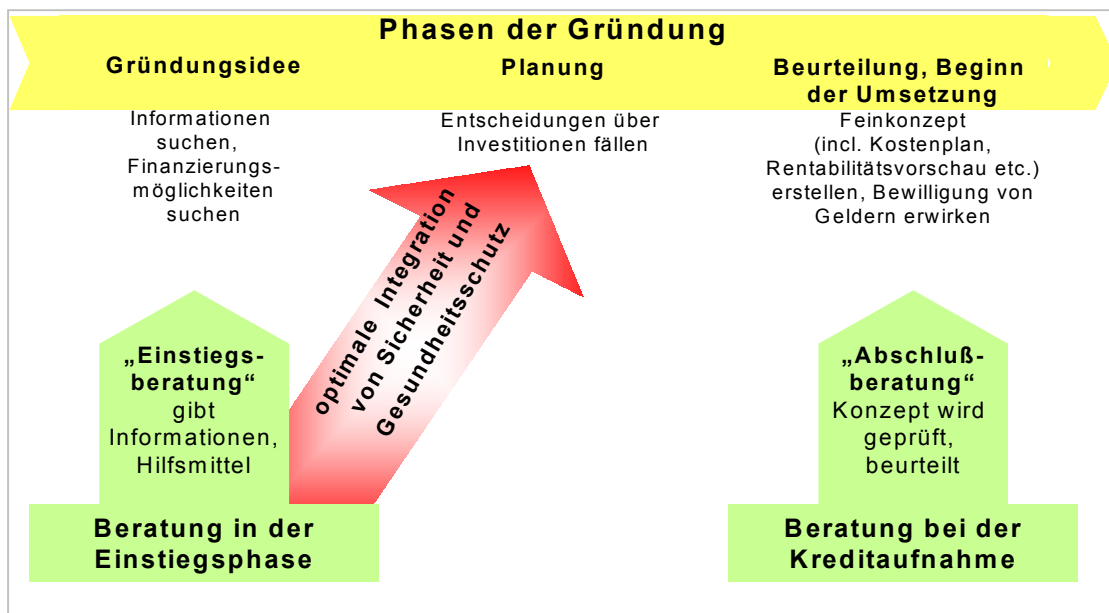 Phasen der Gründung
Gründungsidee
Informationen
suchen,
Finanzierungs-
möglichkeiten
suchen
Planung
Entscheidungen über
Investitionen fällen
Beurteilung, Beginn
der Umsetzung
Feinkonzept
(incl. Kostenplan,
Rentabilitätsvorschau etc.)
erstellen, Bewilligung von
Geldern erwirken
optimale Integration
von Sicherheit und
Gesundheitsschutz
„Einstiegs-
beratung“
gibt
Informationen,
Hilfsmittel
Beratung in der
Einstiegsphase
„Abschluß-
beratung“
Konzept wird
geprüft,
beurteilt
Beratung bei der
Kreditaufnahme